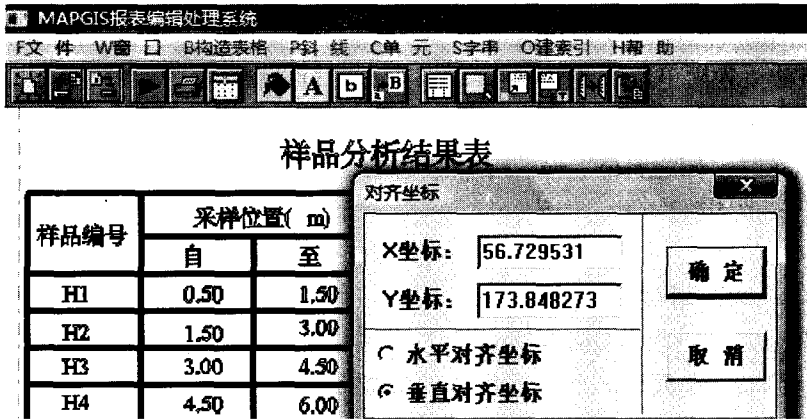 MAPGIS报表编辑处理系统
F文 件 W窗 口 B构造表格 P斜 线 C单 元 S字串 O建索引 H帮 助
A b B
样品分析结果表
样品编号 采样位置( m)
自 至
H1 0.50 1.50
H2 1.50 3.00
H3 3.00 4.50
H4 4.50 6.00
对齐坐标
X坐标: 56.729531
Y坐标: 173.848273
确 定
水平对齐坐标
垂直对齐坐标
取 消